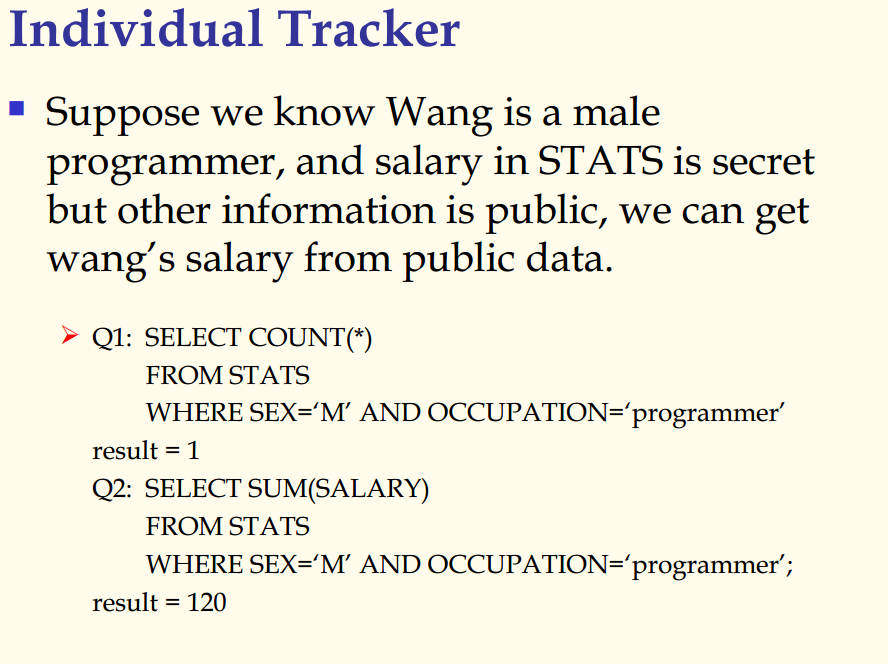 Individual Tracker
Suppose we know Wang is a male
programmer, and salary in STATS is secret
but other information is public, we can get
wang’s salary from public data.
Q1: SELECT COUNT(*)
FROM STATS
WHERE SEX=‘M’ AND OCCUPATION=‘programmer’
result = 1
Q2: SELECT SUM(SALARY)
FROM STATS
WHERE SEX=‘M’ AND OCCUPATION=‘programmer’;
result = 120